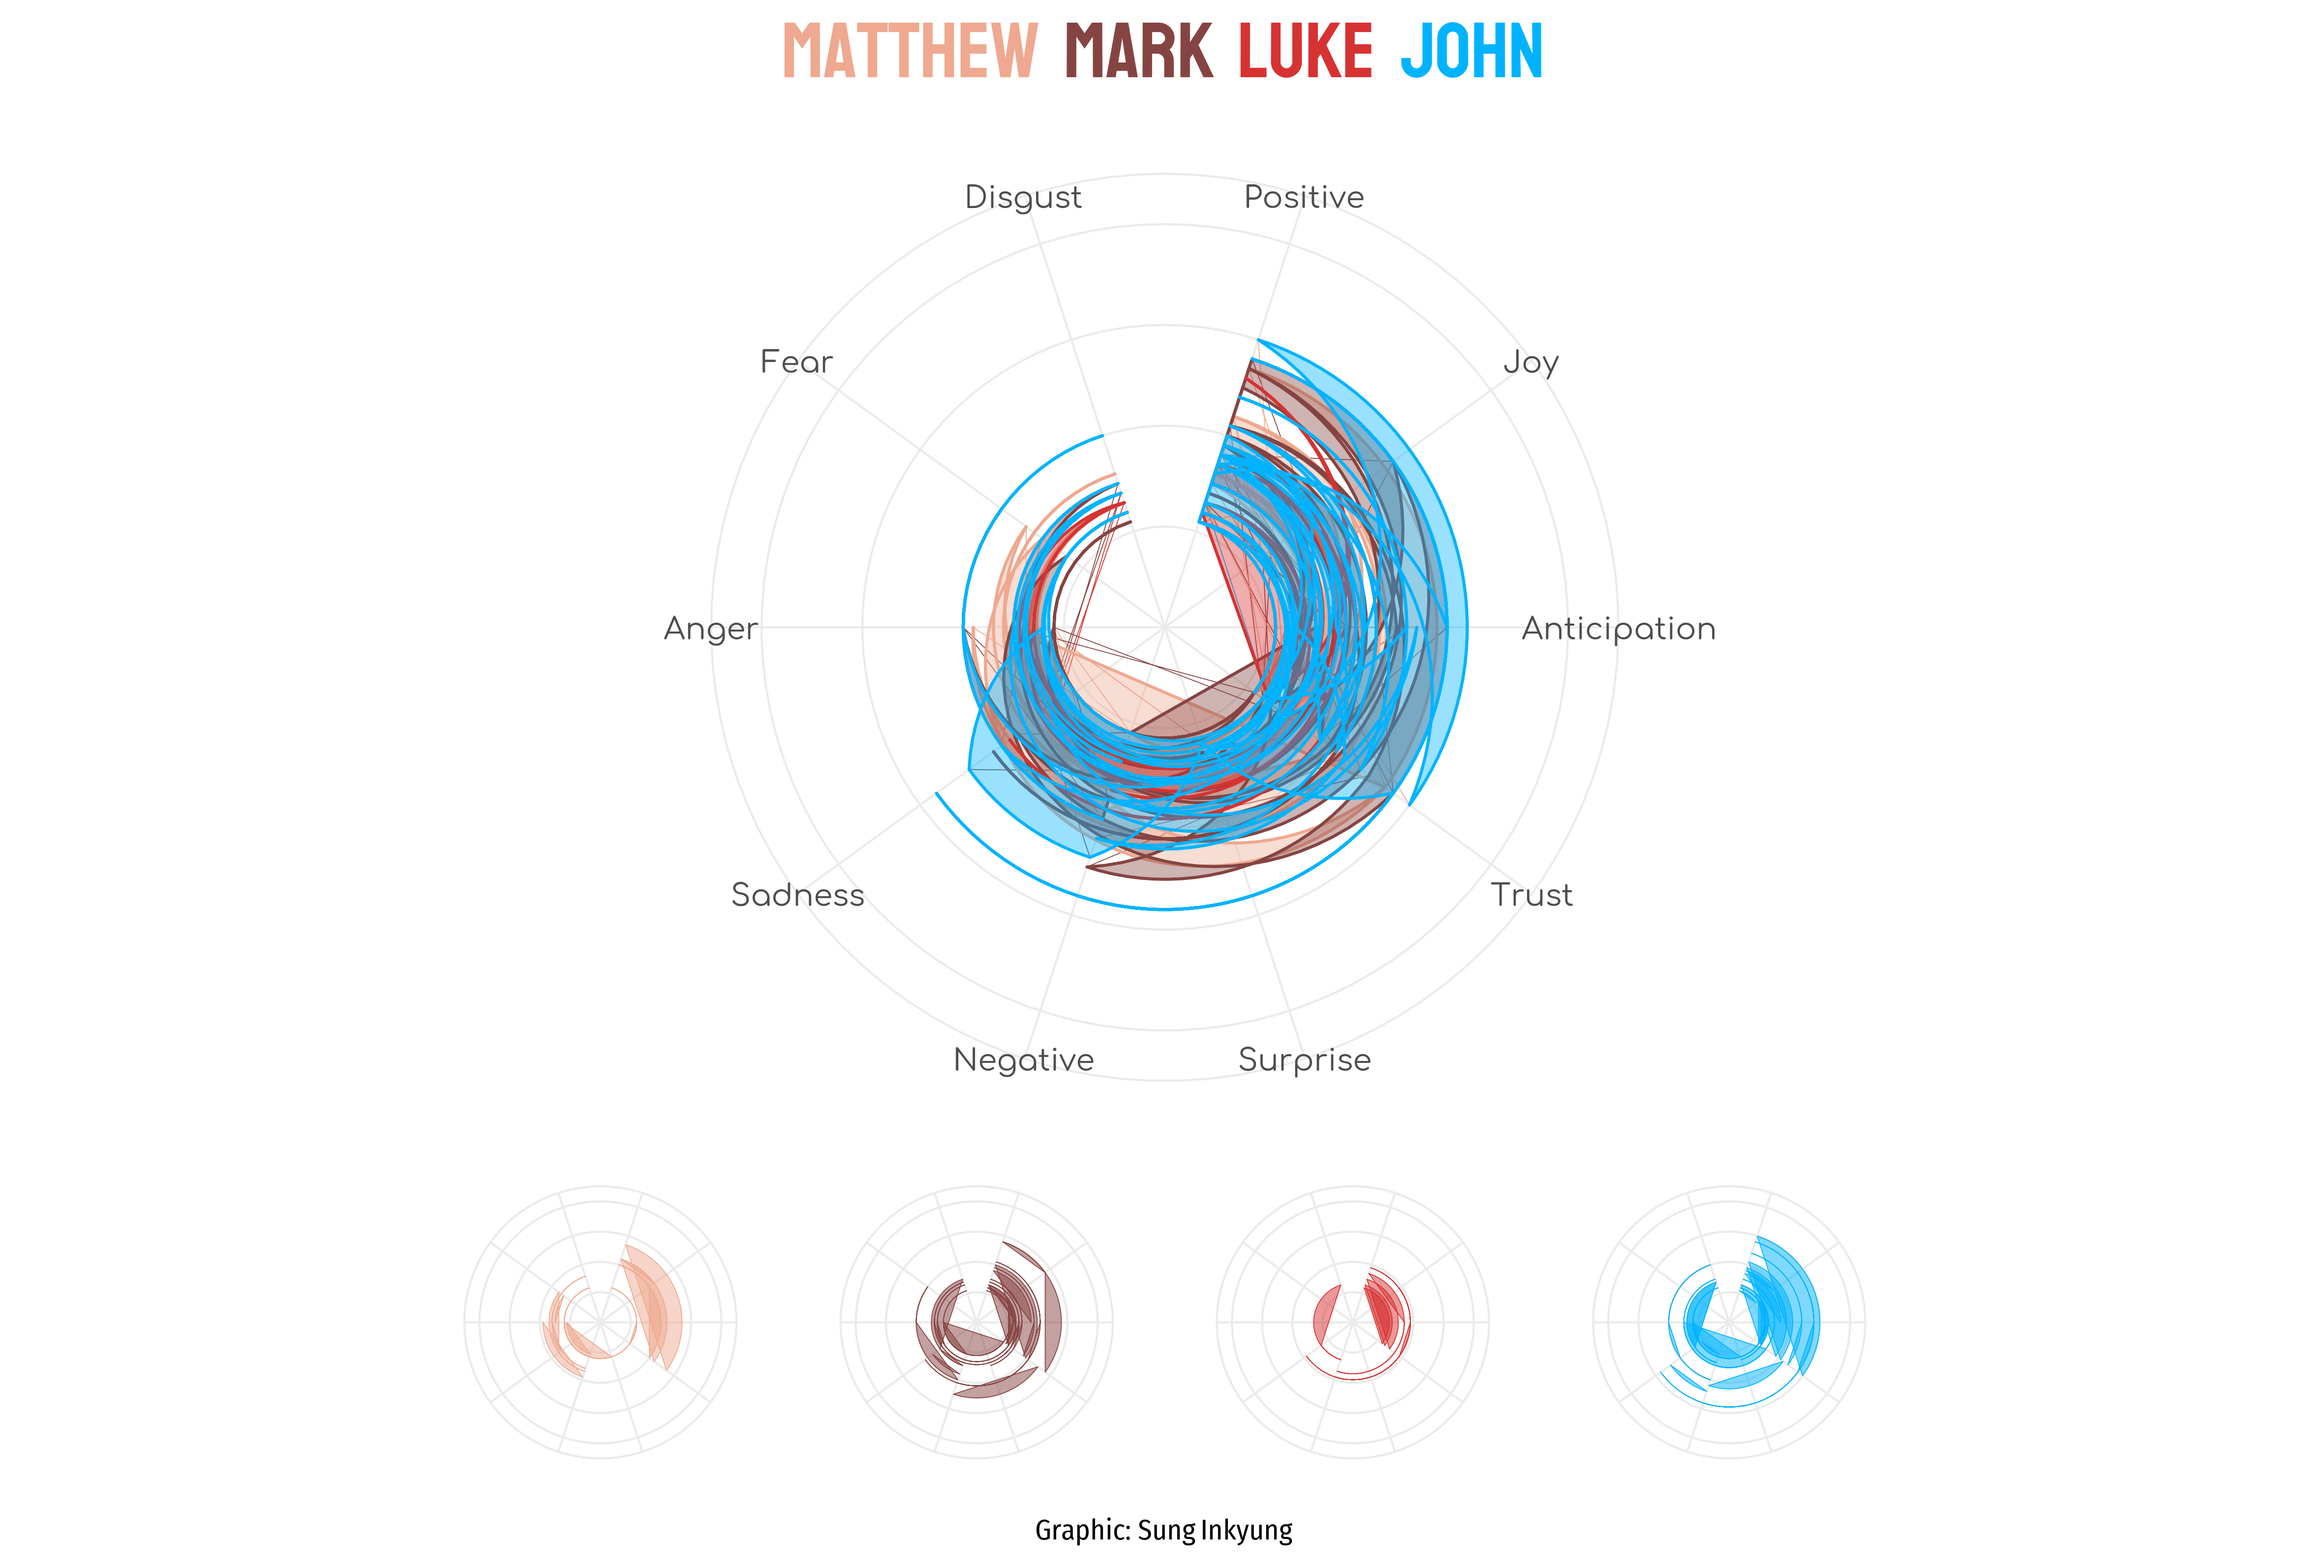 MATTHEW MARK LUKE JOHN
Disgust Positive
Fear Joy
Anger Anticipation
Sadness Trust
Negative Surprise
Graphic: Sung Inkyung